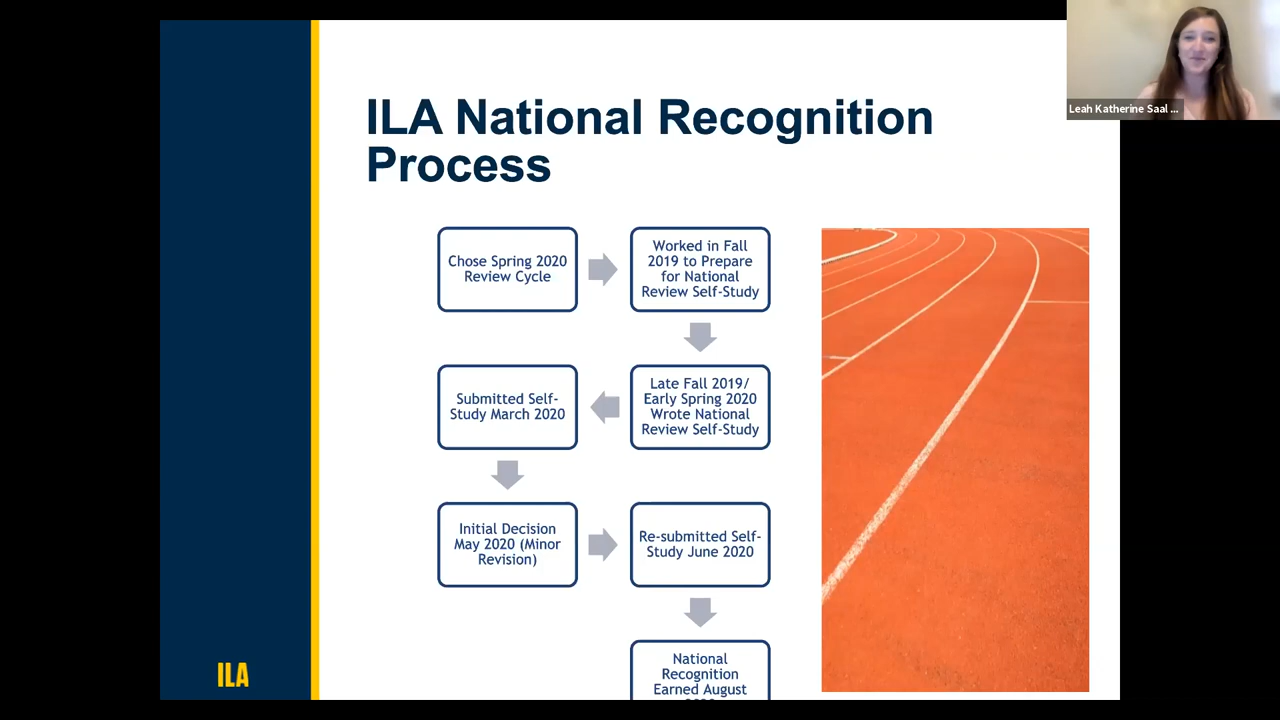 ILA National Recognition
Process
Leah Katherine Saal ...
Chose Spring 2020
Review Cycle
Worked in Fall
2019 to Prepare
for National
Review Self-Study
Late Fall 2019/
Early Spring 2020
Wrote National
Review Self-Study
Submitted Self-
Study March 2020
Initial Decision
May 2020 (Minor
Revision)
Re-submitted Self-
Study June 2020
National
Recognition
Earned August
ILA